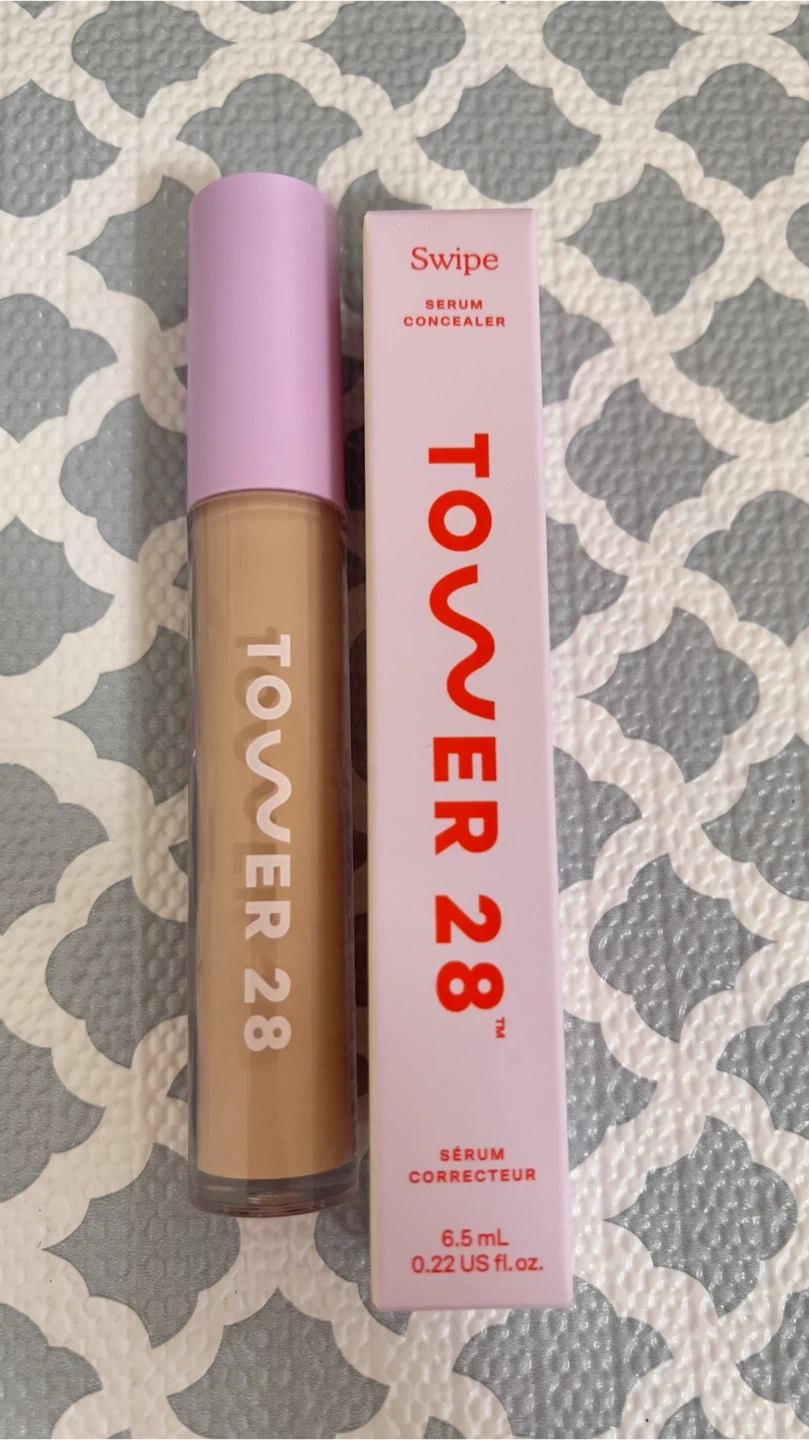 TOWER 28
Swipe
SERUM
CONCEALER
TOWER 28™
SÉRUM
CORRECTEUR
6.5 mL
0.22 US fl. oz.